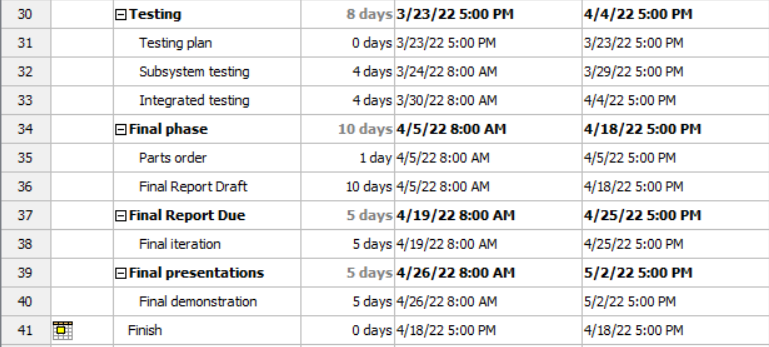 30 Testing 8 days 3/23/22 5:00 PM 4/4/22 5:00 PM
31 Testing plan 0 days 3/23/22 5:00 PM 3/23/22 5:00 PM
32 Subsystem testing 4 days 3/24/22 8:00 AM 3/29/22 5:00 PM
33 Integrated testing 4 days 3/30/22 8:00 AM 4/4/22 5:00 PM
34 Final phase 10 days 4/5/22 8:00 AM 4/18/22 5:00 PM
35 Parts order 1 day 4/5/22 8:00 AM 4/5/22 5:00 PM
36 Final Report Draft 10 days 4/5/22 8:00 AM 4/18/22 5:00 PM
37 Final Report Due 5 days 4/19/22 8:00 AM 4/25/22 5:00 PM
38 Final iteration 5 days 4/19/22 8:00 AM 4/25/22 5:00 PM
39 Final presentations 5 days 4/26/22 8:00 AM 5/2/22 5:00 PM
40 Final demonstration 5 days 4/26/22 8:00 AM 5/2/22 5:00 PM
41 Finish 0 days 4/18/22 5:00 PM 4/18/22 5:00 PM